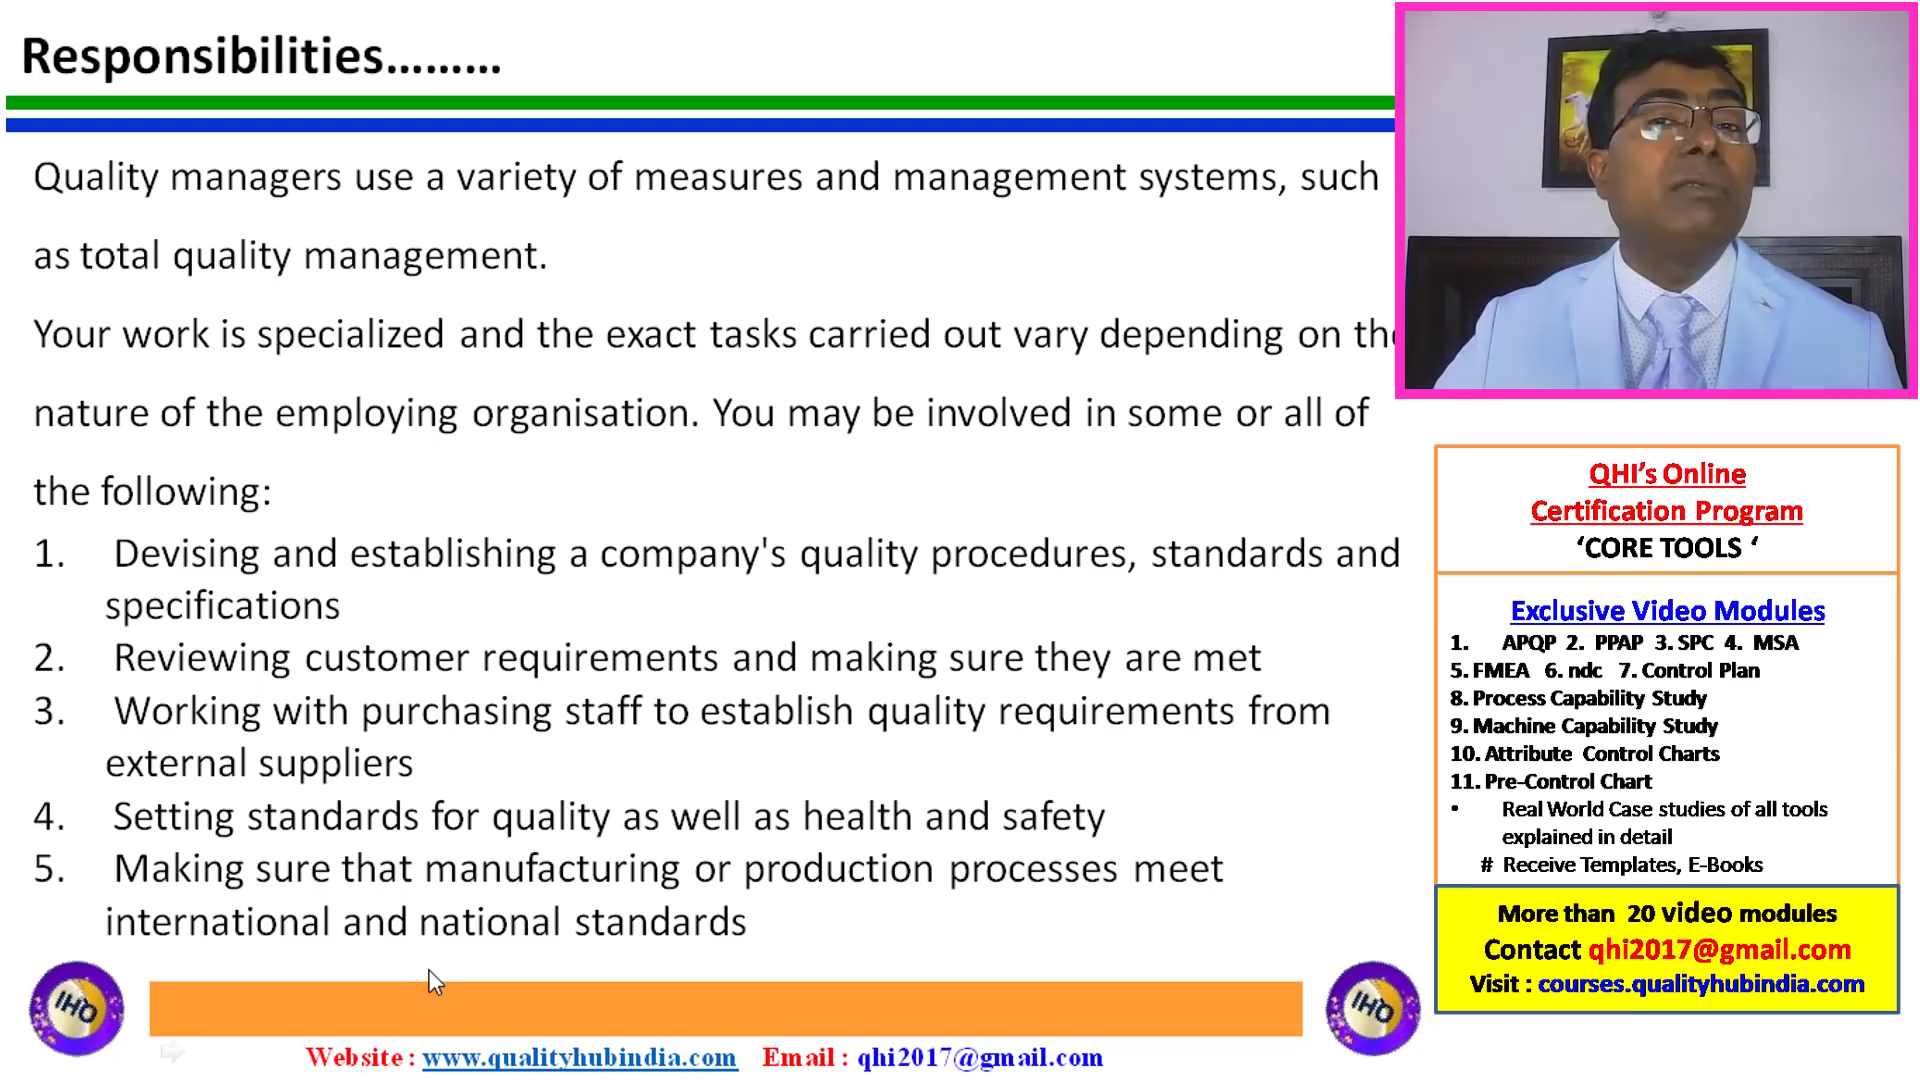 Responsibilities.........
Quality managers use a variety of measures and management systems, such
as total quality management.
Your work is specialized and the exact tasks carried out vary depending on the
nature of the employing organisation. You may be involved in some or all of
the following:
1. Devising and establishing a company's quality procedures, standards and
specifications
2. Reviewing customer requirements and making sure they are met
3. Working with purchasing staff to establish quality requirements from
external suppliers
4. Setting standards for quality as well as health and safety
5. Making sure that manufacturing or production processes meet
international and national standards
QHI
QHI
Website : www.qualityhubindia.com Email : qhi2017@gmail.com
QHI’s Online
Certification Program
‘CORE TOOLS ‘
Exclusive Video Modules
1. APQP 2. PPAP 3. SPC 4. MSA
5. FMEA 6. ndc 7. Control Plan
8. Process Capability Study
9. Machine Capability Study
10. Attribute Control Charts
11. Pre-Control Chart
• Real World Case studies of all tools
explained in detail
# Receive Templates, E-Books
More than 20 video modules
Contact qhi2017@gmail.com
Visit : courses.qualityhubindia.com